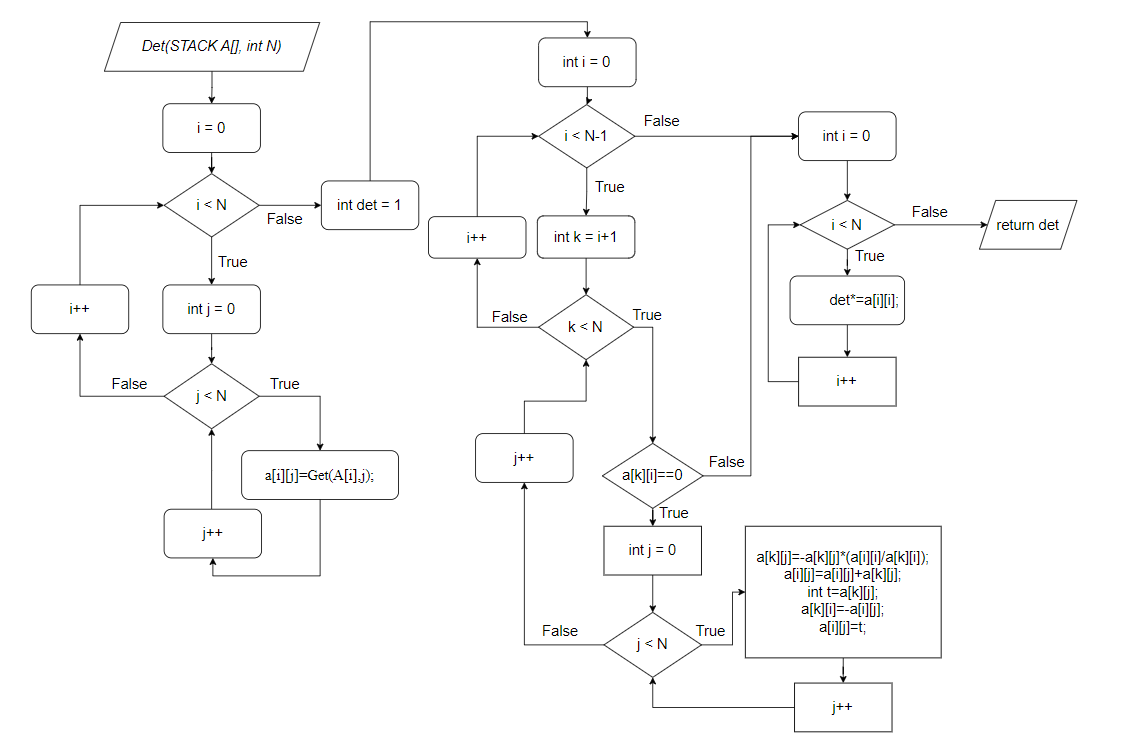 Det(STACK A[], int N)
i = 0
i < N
False
True
int j = 0
i++
j < N
False
True
a[i][j]=Get(A[i],j);
j++
int det = 1
int i = 0
i < N-1
False
True
int k = i+1
i++
k < N
False
True
j++
a[k][i]==0
False
True
int j = 0
j < N
False
True
a[k][j]=-a[k][j]*(a[i][i]/a[k][i]);
a[i][j]=a[i][j]+a[k][j];
int t=a[k][j];
a[k][i]=-a[i][j];
a[i][j]=t;
j++
int i = 0
i < N
False
True
return det
det*=a[i][i];
i++